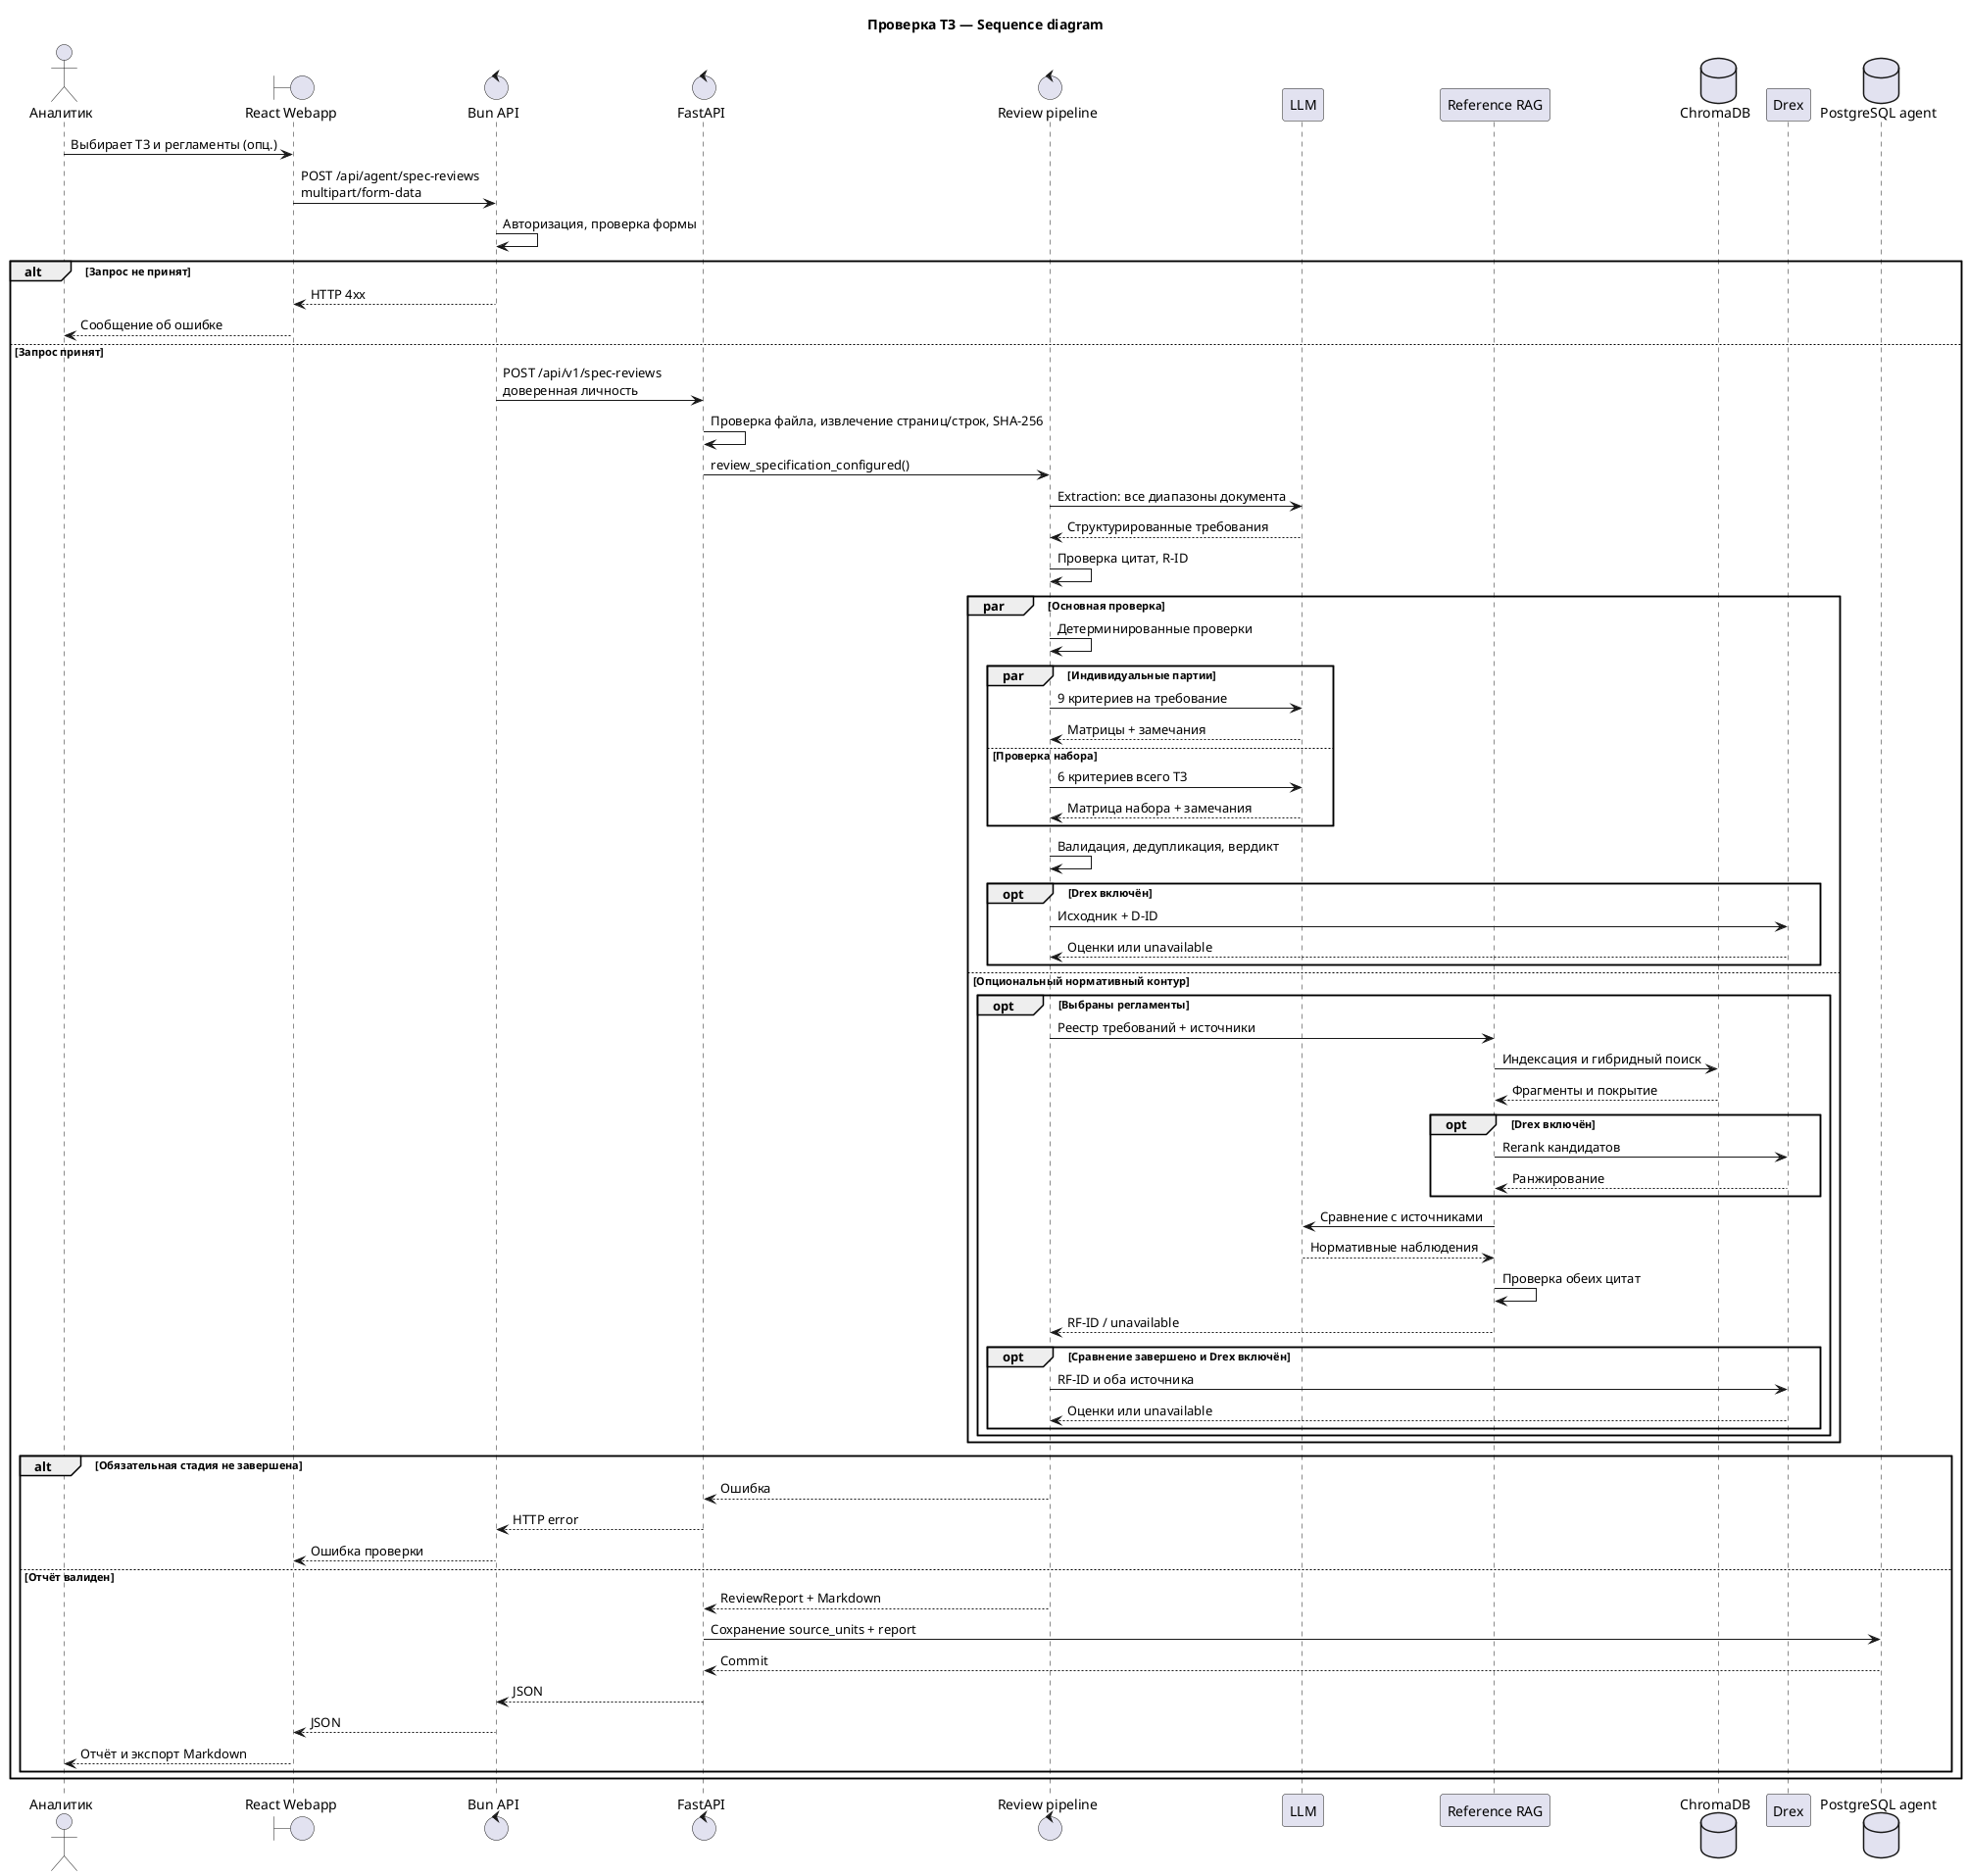 Проверка ТЗ — Sequence diagram
Аналитик
React Webapp
Bun API
FastAPI
Review pipeline
LLM
Reference RAG
ChromaDB
Drex
PostgreSQL agent
Выбирает ТЗ и регламенты (опц.)
POST /api/agent/spec-reviews
multipart/form-data
Авторизация, проверка формы
alt [Запрос не принят]
HTTP 4xx
Сообщение об ошибке
[Запрос принят]
POST /api/v1/spec-reviews
доверенная личность
Проверка файла, извлечение страниц/строк, SHA-256
review_specification_configured()
Extraction: все диапазоны документа
Структурированные требования
Проверка цитат, R-ID
par [Основная проверка]
Детерминированные проверки
par [Индивидуальные партии]
9 критериев на требование
Матрицы + замечания
[Проверка набора]
6 критериев всего ТЗ
Матрица набора + замечания
Валидация, дедупликация, вердикт
opt [Drex включён]
Исходник + D-ID
Оценки или unavailable
[Опциональный нормативный контур]
opt [Выбраны регламенты]
Реестр требований + источники
Индексация и гибридный поиск
Фрагменты и покрытие
opt [Drex включён]
Rerank кандидатов
Ранжирование
Сравнение с источниками
Нормативные наблюдения
Проверка обеих цитат
RF-ID / unavailable
opt [Сравнение завершено и Drex включён]
RF-ID и оба источника
Оценки или unavailable
alt [Обязательная стадия не завершена]
Ошибка
HTTP error
Ошибка проверки
[Отчёт валиден]
ReviewReport + Markdown
Сохранение source_units + report
Commit
JSON
JSON
Отчёт и экспорт Markdown
Аналитик
React Webapp
Bun API
FastAPI
Review pipeline
LLM
Reference RAG
ChromaDB
Drex
PostgreSQL agent